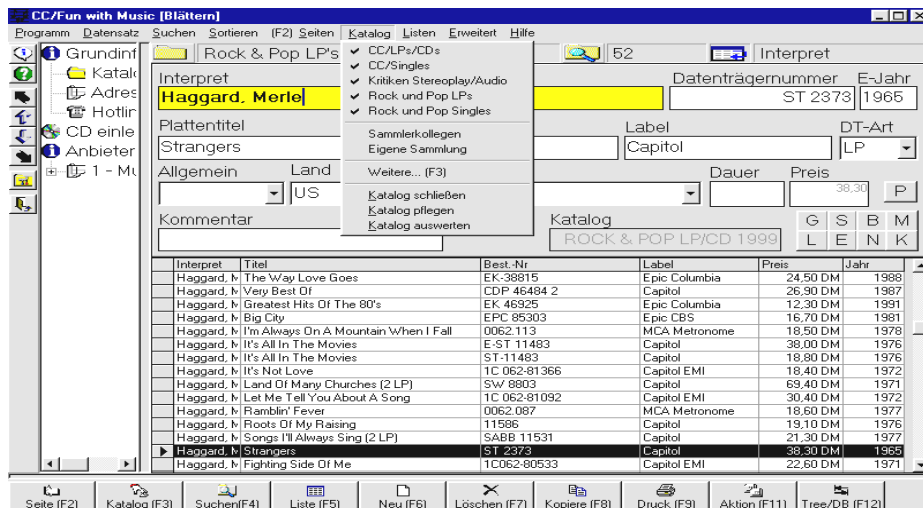 CC/Fun with Music [Blättern]
Programm Datensatz Suchen Sortieren (F2) Seiten Katalog Listen Erweitert Hilfe
Grundinf
Katalo
Adres
Hotlin
CD einle
Anbieter
1 - Mu
Rock & Pop LP's
52
Interpret
CC/LPs/CDs
CC/Singles
Kritiken Stereoplay/Audio
Rock und Pop LPs
Rock und Pop Singles
Sammlerkollegen
Eigene Sammlung
Weitere... (F3)
Katalog schließen
Katalog pflegen
Katalog auswerten
Interpret Datenträgernummer E-Jahr
Haggard, Merle ST 2373 1965
Plattentitel Label DT-Art
Strangers Capitol LP
Allgemein Land Dauer Preis
US 38,30 P
Kommentar Katalog G S B M
ROCK & POP LP/CD 1999 L E N K
Interpret Titel Best.-Nr Label Preis Jahr
Haggard, M The Way Love Goes EK-38815 Epic Columbia 24,50 DM 1988
Haggard, M Very Best Of CDP 46484 2 Capitol 26,90 DM 1987
Haggard, M Greatest Hits Of The 80's EK 46925 Epic Columbia 12,30 DM 1991
Haggard, M Big City EPC 85303 Epic CBS 16,70 DM 1981
Haggard, M I'm Always On A Mountain When I Fall 0062.113 MCA Metronome 18,50 DM 1978
Haggard, M It's All In The Movies E-ST 11483 Capitol 38,00 DM 1976
Haggard, M It's All In The Movies ST-11483 Capitol 18,80 DM 1976
Haggard, M It's Not Love 1C 062-81366 Capitol EMI 18,40 DM 1972
Haggard, M Land Of Many Churches (2 LP) SW 8803 Capitol 69,40 DM 1971
Haggard, M Let Me Tell You About A Song 1C 062-81092 Capitol EMI 30,40 DM 1972
Haggard, M Ramblin' Fever 0062.087 MCA Metronome 18,60 DM 1977
Haggard, M Roots Of My Raising 11586 Capitol 19,10 DM 1976
Haggard, M Songs I'll Always Sing (2 LP) SABB 11531 Capitol 21,30 DM 1977
Haggard, M Strangers ST 2373 Capitol 38,30 DM 1965
Haggard, M Fighting Side Of Me 1C062-80533 Capitol EMI 22,60 DM 1971
Seite (F2) Katalog (F3) Suchen(F4) Liste (F5) Neu (F6) Löschen (F7) Kopiere (F8) Druck (F9) Aktion (F11) Tree/DB (F12)